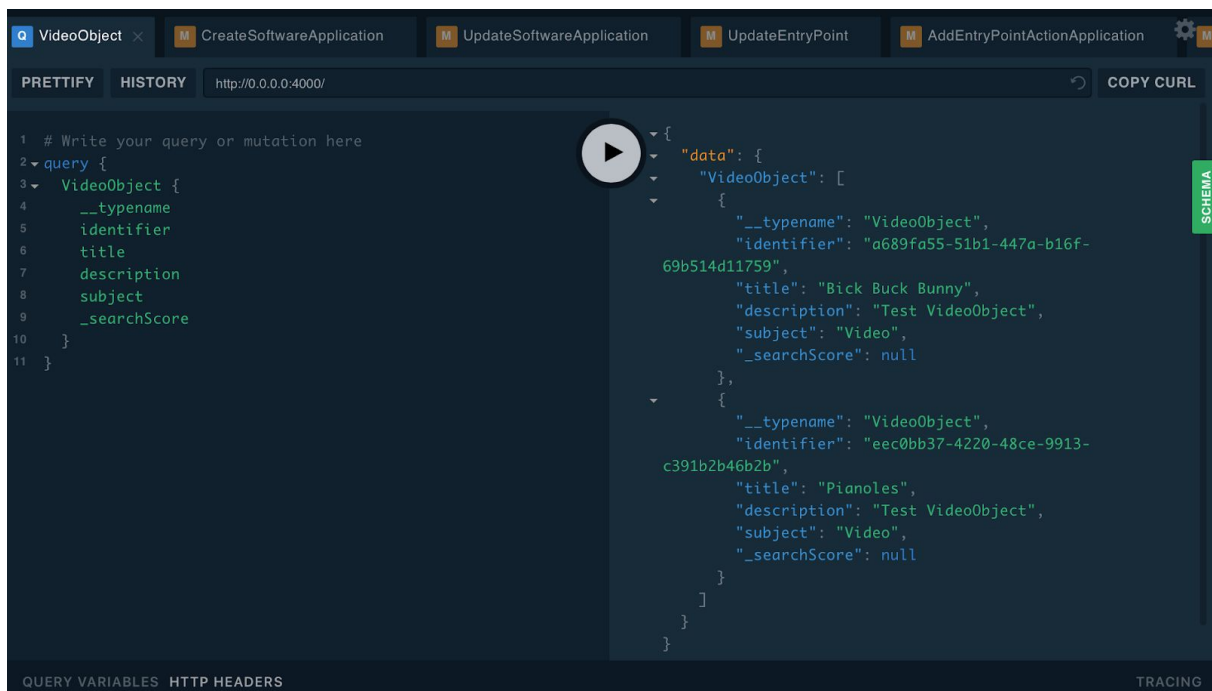 Q VideoObject × M CreateSoftwareApplication M UpdateSoftwareApplication M UpdateEntryPoint M AddEntryPointActionApplication M
PRETTIFY HISTORY http://0.0.0.0:4000/ COPY CURL
1 # Write your query or mutation here
2 query {
3 VideoObject {
4 __typename
5 identifier
6 title
7 description
8 subject
9 _searchScore
10 }
11 }
{
"data": {
"VideoObject": [
{
"__typename": "VideoObject",
"identifier": "a689fa55-51b1-447a-b16f-
69b514d11759",
"title": "Bick Buck Bunny",
"description": "Test VideoObject",
"subject": "Video",
"_searchScore": null
},
{
"__typename": "VideoObject",
"identifier": "eec0bb37-4220-48ce-9913-
c391b2b46b2b",
"title": "Pianoles",
"description": "Test VideoObject",
"subject": "Video",
"_searchScore": null
}
]
}
}
SCHEMA
QUERY VARIABLES HTTP HEADERS TRACING